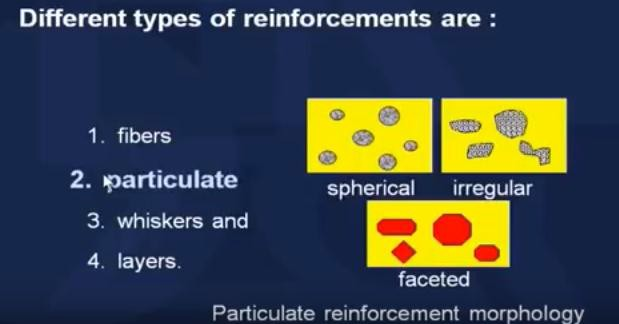 Different types of reinforcements are :
1. fibers
2. particulate
3. whiskers and
4. layers.
spherical
irregular
faceted
Particulate reinforcement morphology